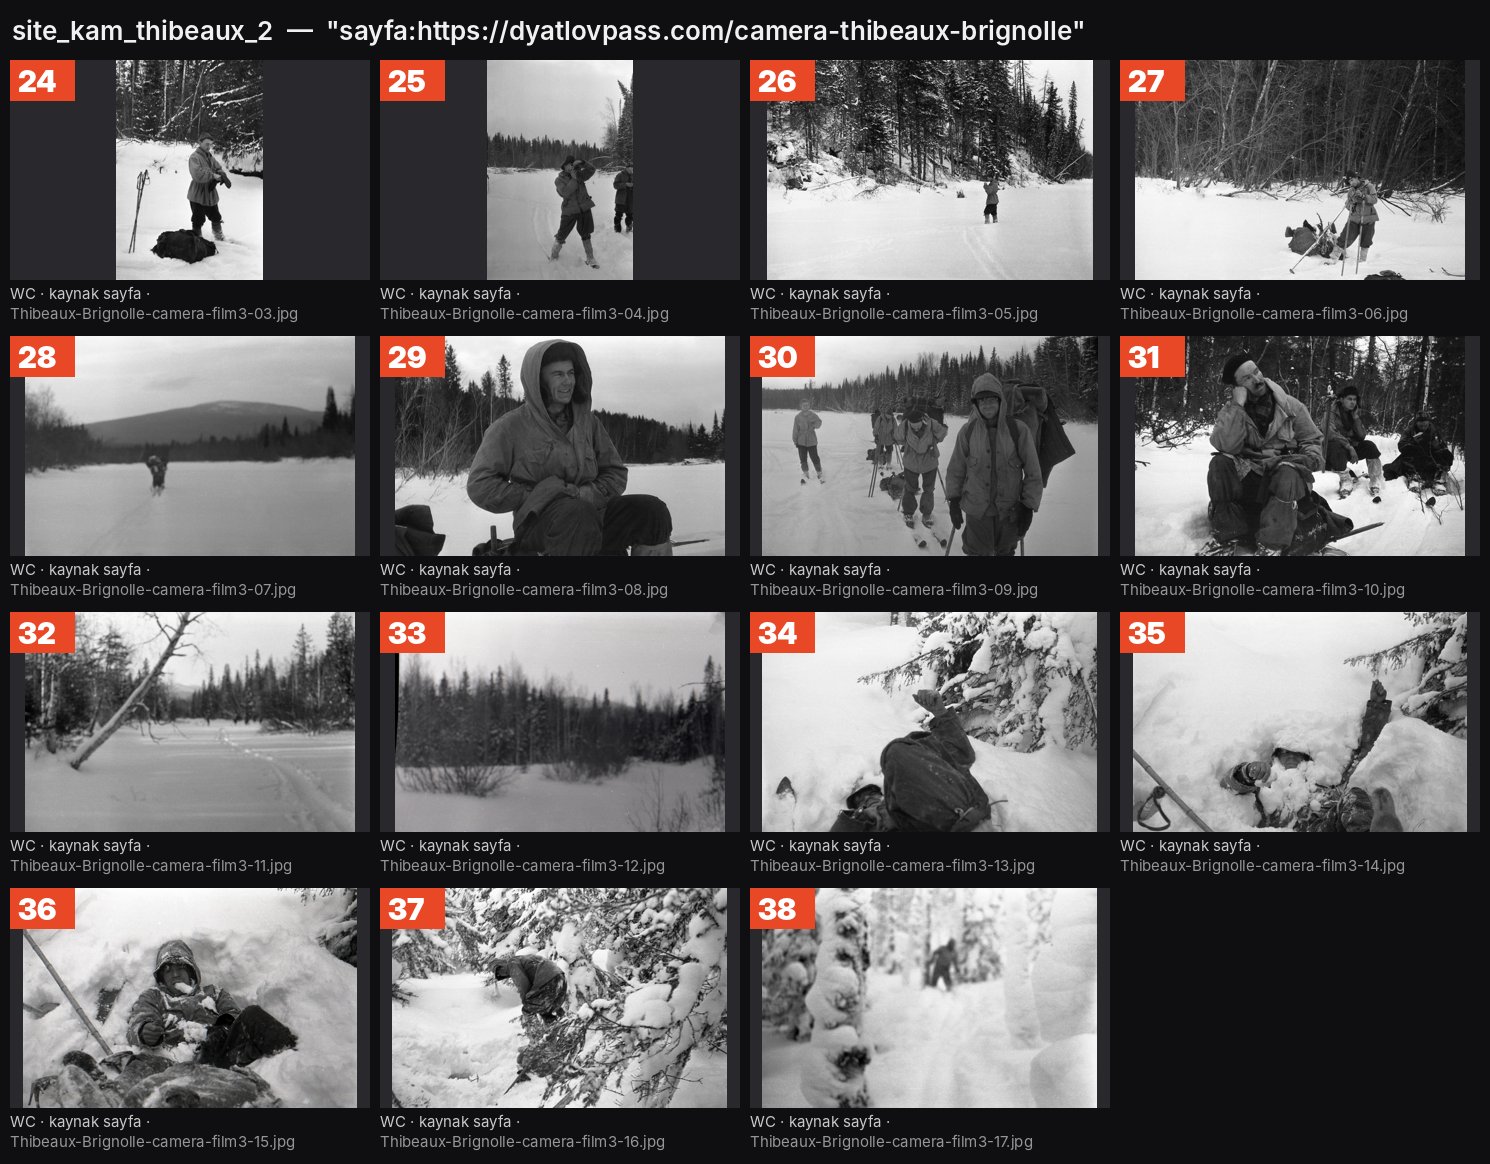 site_kam_thibeaux_2 — "sayfa:https://dyatlovpass.com/camera-thibeaux-brignolle"
24
25
26
27
WC · kaynak sayfa ·
Thibeaux-Brignolle-camera-film3-03.jpg
WC · kaynak sayfa ·
Thibeaux-Brignolle-camera-film3-04.jpg
WC · kaynak sayfa ·
Thibeaux-Brignolle-camera-film3-05.jpg
WC · kaynak sayfa ·
Thibeaux-Brignolle-camera-film3-06.jpg
28
29
30
31
WC · kaynak sayfa ·
Thibeaux-Brignolle-camera-film3-07.jpg
WC · kaynak sayfa ·
Thibeaux-Brignolle-camera-film3-08.jpg
WC · kaynak sayfa ·
Thibeaux-Brignolle-camera-film3-09.jpg
WC · kaynak sayfa ·
Thibeaux-Brignolle-camera-film3-10.jpg
32
33
34
35
WC · kaynak sayfa ·
Thibeaux-Brignolle-camera-film3-11.jpg
WC · kaynak sayfa ·
Thibeaux-Brignolle-camera-film3-12.jpg
WC · kaynak sayfa ·
Thibeaux-Brignolle-camera-film3-13.jpg
WC · kaynak sayfa ·
Thibeaux-Brignolle-camera-film3-14.jpg
36
37
38
WC · kaynak sayfa ·
Thibeaux-Brignolle-camera-film3-15.jpg
WC · kaynak sayfa ·
Thibeaux-Brignolle-camera-film3-16.jpg
WC · kaynak sayfa ·
Thibeaux-Brignolle-camera-film3-17.jpg